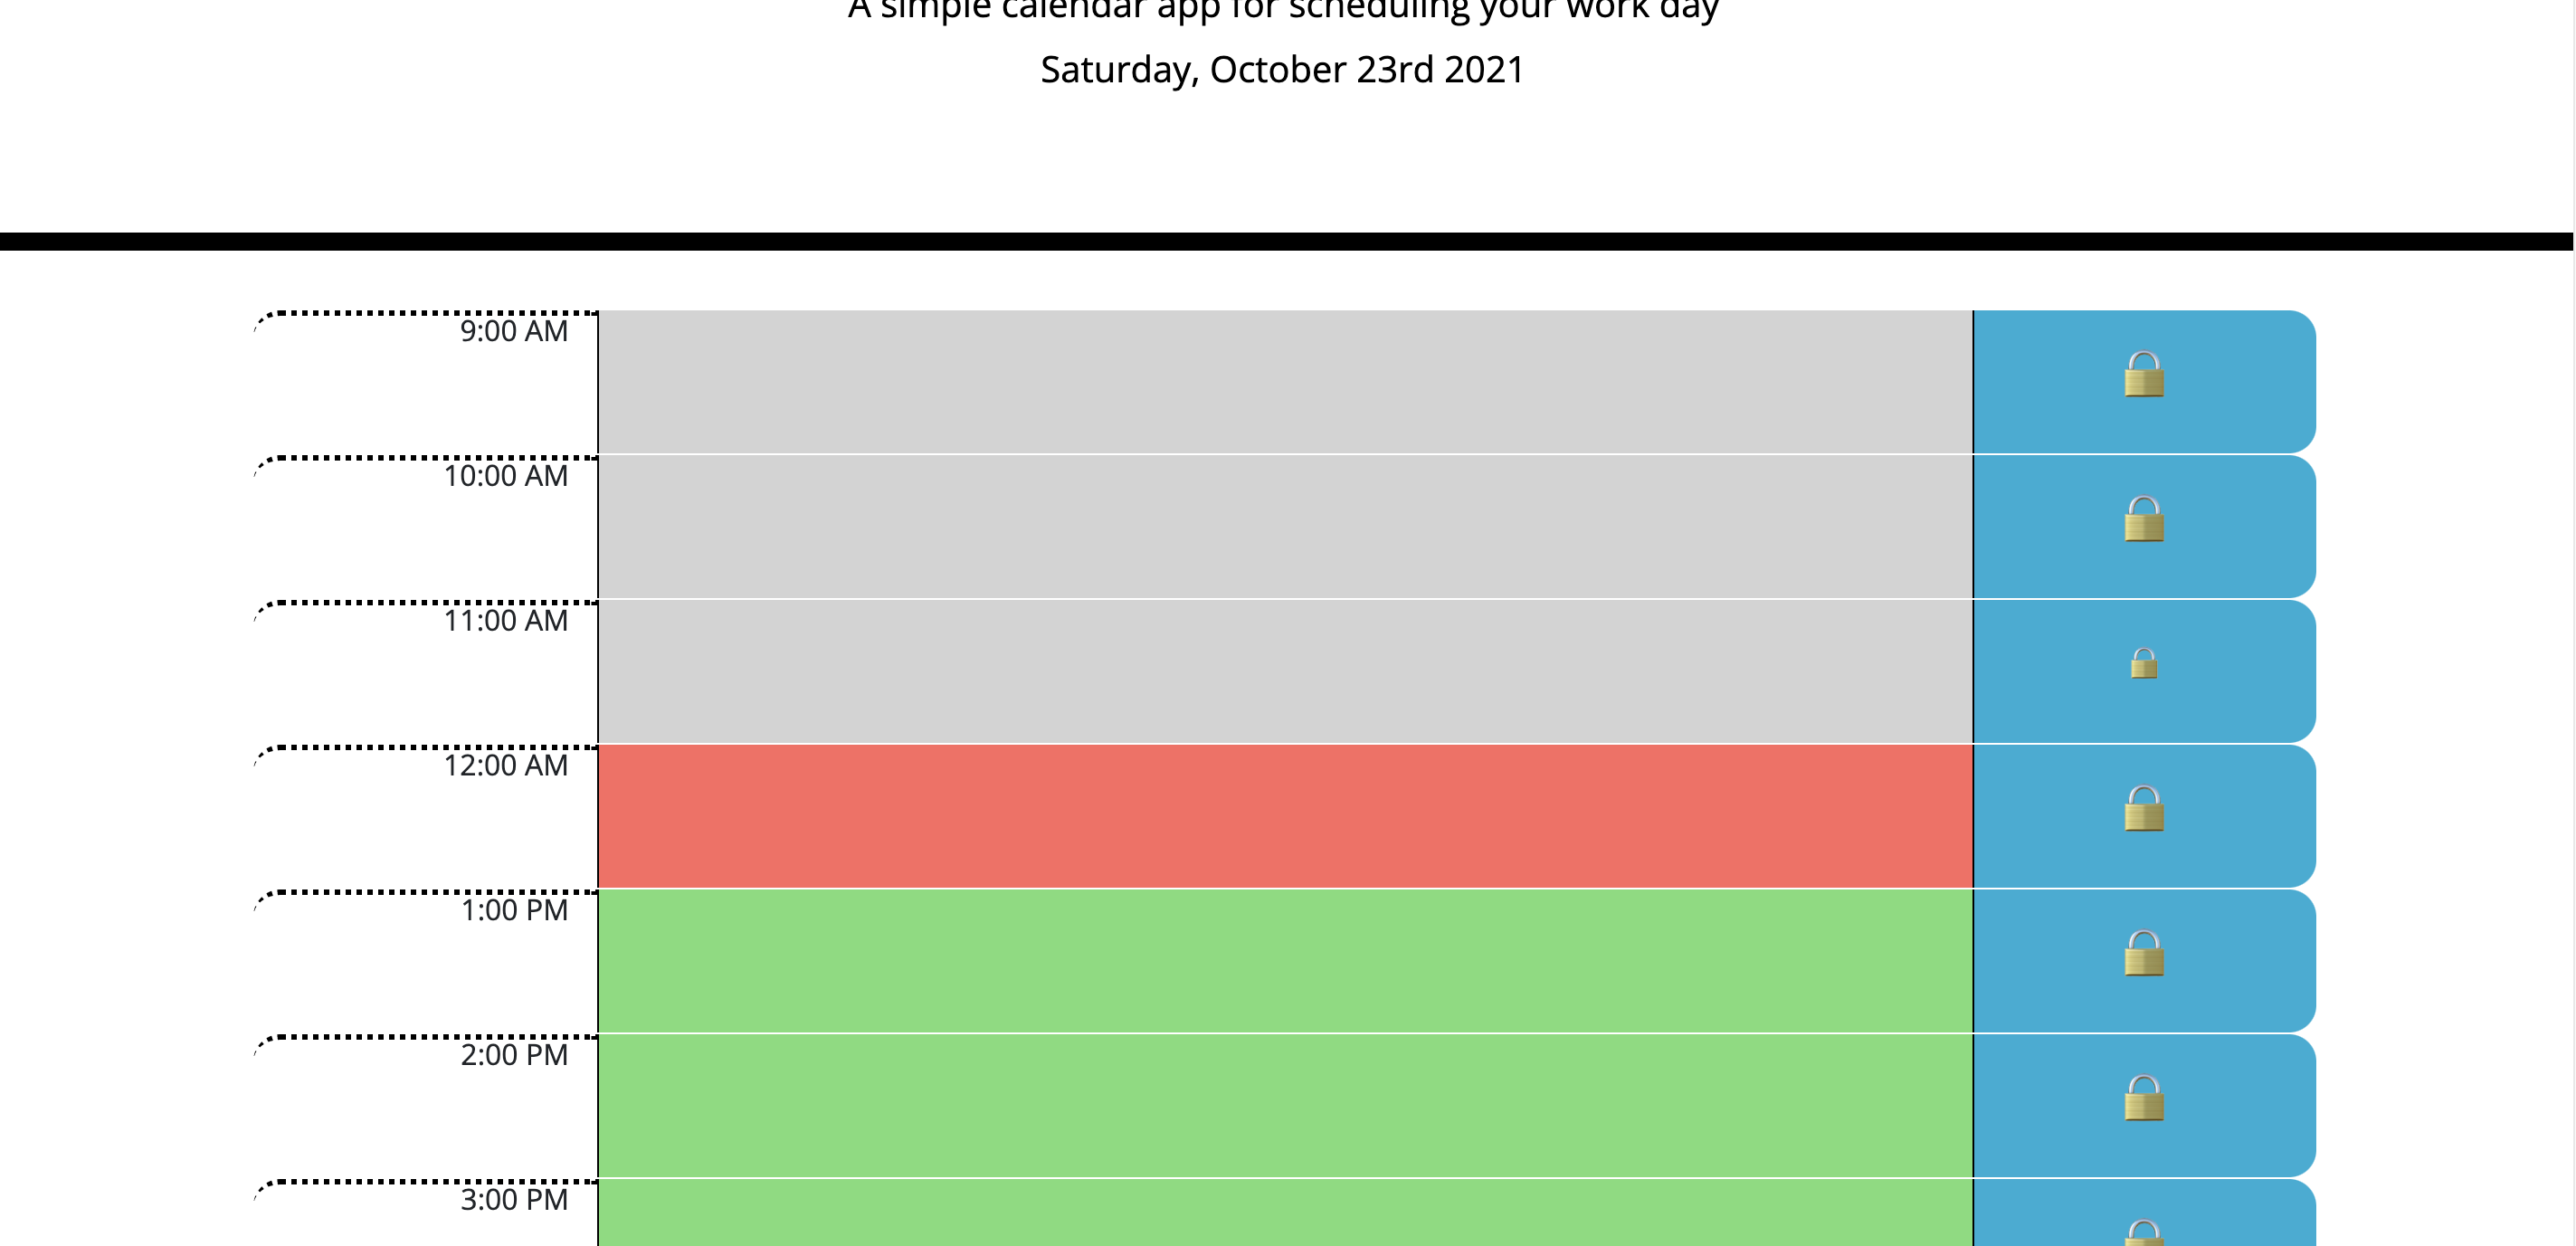 A simple calendar app for scheduling your work day
Saturday, October 23rd 2021
9:00 AM
10:00 AM
11:00 AM
12:00 AM
1:00 PM
2:00 PM
3:00 PM